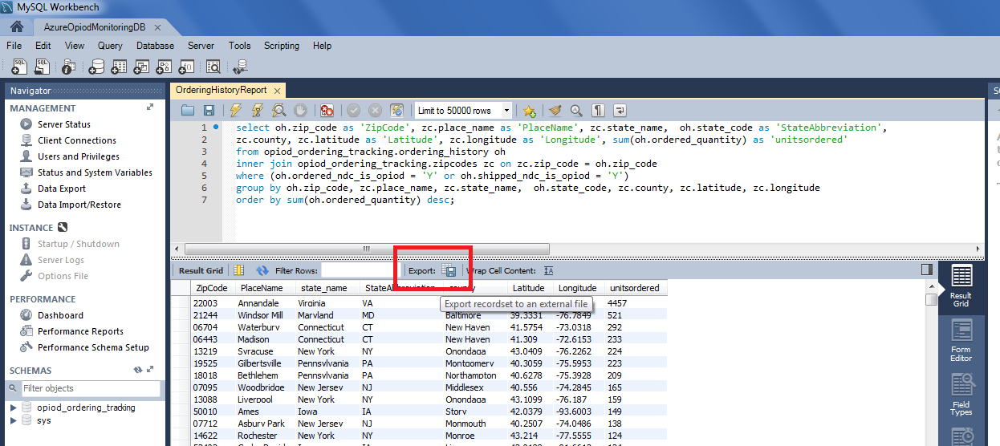 MySQL Workbench
AzureOpiodMonitoringDB
File Edit View Query Database Server Tools Scripting Help
Navigator
MANAGEMENT
Server Status
Client Connections
Users and Privileges
Status and System Variables
Data Export
Data Import/Restore
INSTANCE
Startup / Shutdown
Server Logs
Options File
PERFORMANCE
Dashboard
Performance Reports
Performance Schema Setup
SCHEMAS
Filter objects
opiod_ordering_tracking
sys
OrderingHistoryReport
Limit to 50000 rows
1 select oh.zip_code as 'ZipCode', zc.place_name as 'PlaceName', zc.state_name, oh.state_code as 'StateAbbreviation',
2 zc.county, zc.latitude as 'Latitude', zc.longitude as 'Longitude', sum(oh.ordered_quantity) as 'unitsordered'
3 from opiod_ordering_tracking.ordering_history oh
4 inner join opiod_ordering_tracking.zipcodes zc on zc.zip_code = oh.zip_code
5 where (oh.ordered_ndc_is_opiod = 'Y' or oh.shipped_ndc_is_opiod = 'Y')
6 group by oh.zip_code, zc.place_name, zc.state_name, oh.state_code, zc.county, zc.latitude, zc.longitude
7 order by sum(oh.ordered_quantity) desc;
Result Grid Filter Rows: Export: Wrap Cell Content:
ZipCode PlaceName state_name StateAbbreviation county Latitude Longitude unitsordered
22003 Annandale Virginia VA 4457
Export recordset to an external file
21244 Windsor Mill Maryland MD Baltimore 39.3331 -76.7849 521
06704 Waterbury Connecticut CT New Haven 41.5754 -73.0318 292
06443 Madison Connecticut CT New Haven 41.309 -72.6153 233
13219 Syracuse New York NY Onondaga 43.0409 -76.2262 224
19525 Gilbertsville Pennsylvania PA Montgomery 40.3059 -75.5953 223
18018 Bethlehem Pennsylvania PA Northampton 40.6278 -75.3928 209
07095 Woodbridge New Jersey NJ Middlesex 40.556 -74.2845 165
13088 Liverpool New York NY Onondaga 43.1099 -76.187 159
50010 Ames Iowa IA Story 42.0379 -93.6003 149
07712 Asbury Park New Jersey NJ Monmouth 40.2507 -74.0486 138
14622 Rochester New York NY Monroe 43.214 -77.5555 124
Result
Grid
Form
Editor
Field
Types